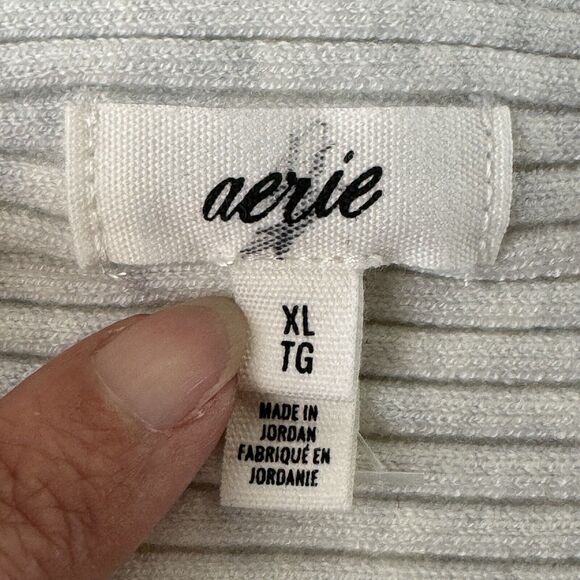 aerie
XL
TG
MADE IN
JORDAN
FABRIQUÉ EN
JORDANIE